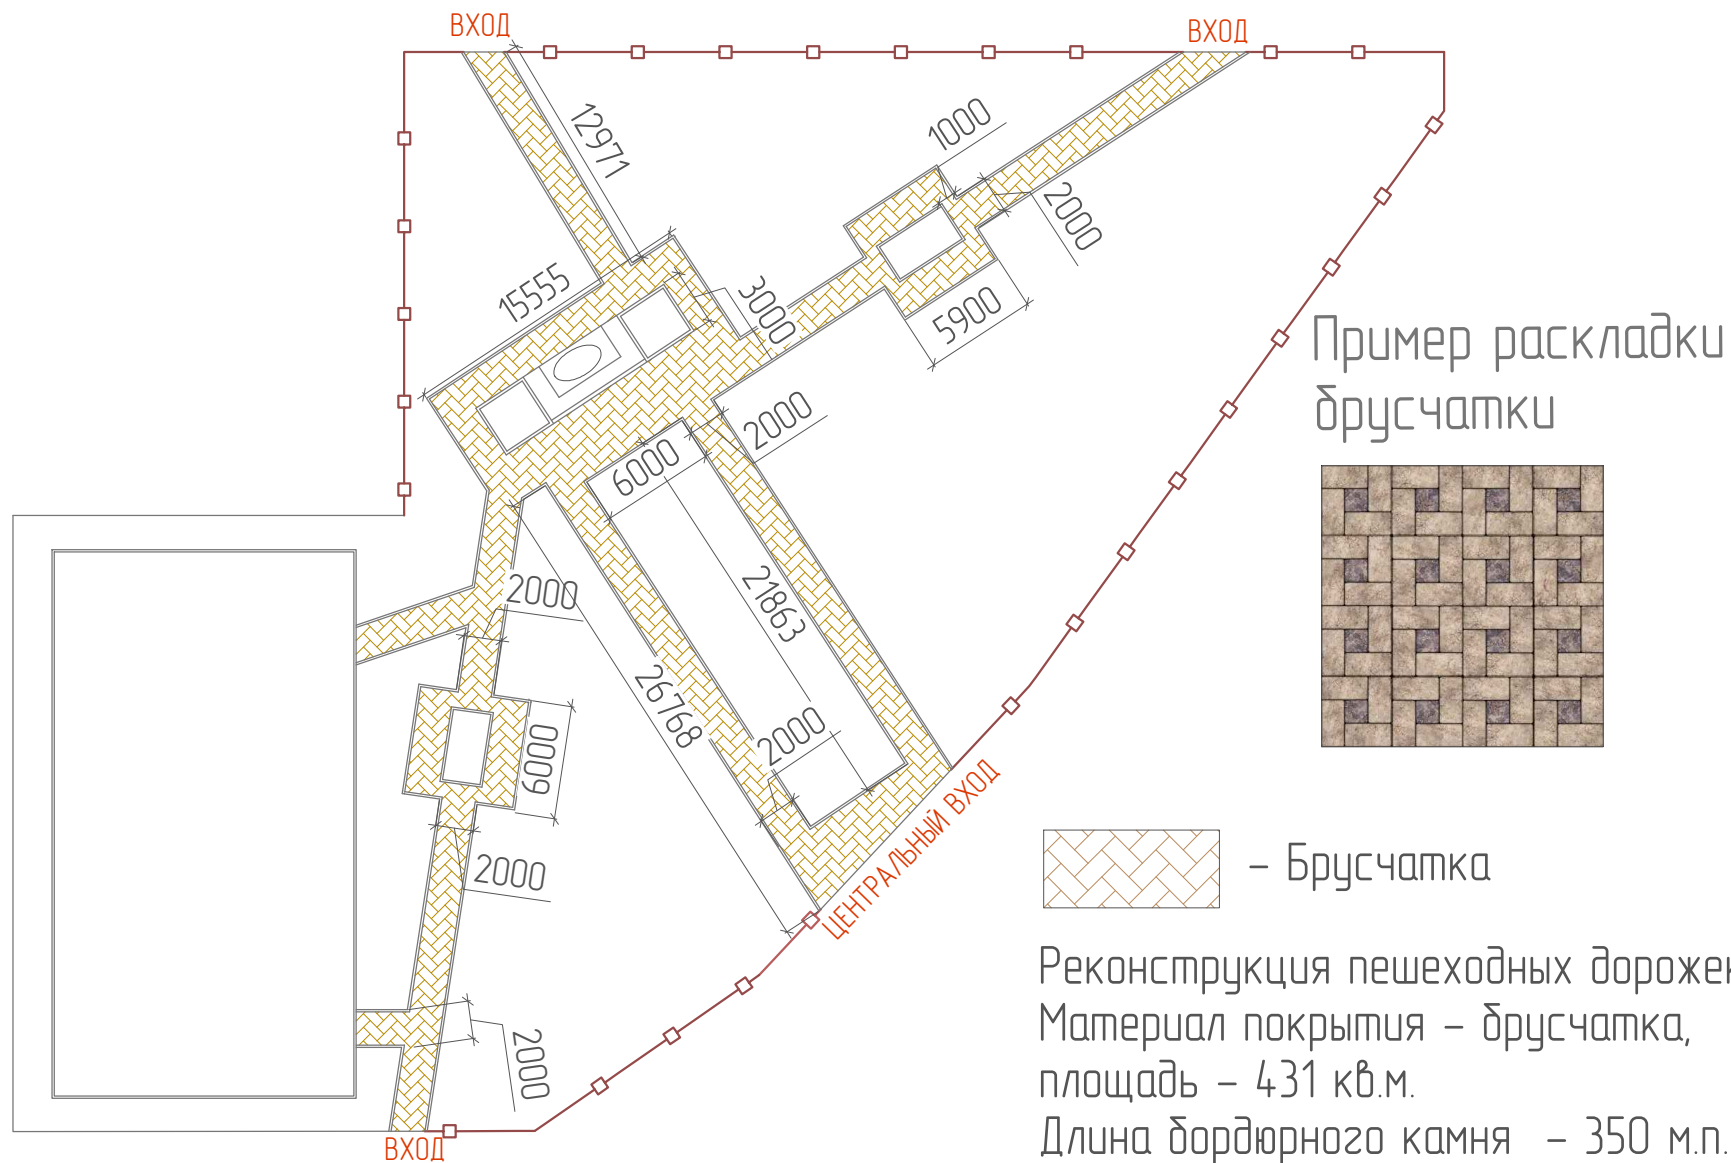 ВХОД
ВХОД
12971
1000
2000
15555
3000
5900
2000
6000
21863
2000
26768
2000
6000
2000
2000
ЦЕНТРАЛЬНЫЙ ВХОД
ВХОД
Пример раскладки
брусчатки
– Брусчатка
Реконструкция пешеходных дорожек
Материал покрытия – брусчатка,
площадь – 431 кв.м.
Длина бордюрного камня – 350 м.п.